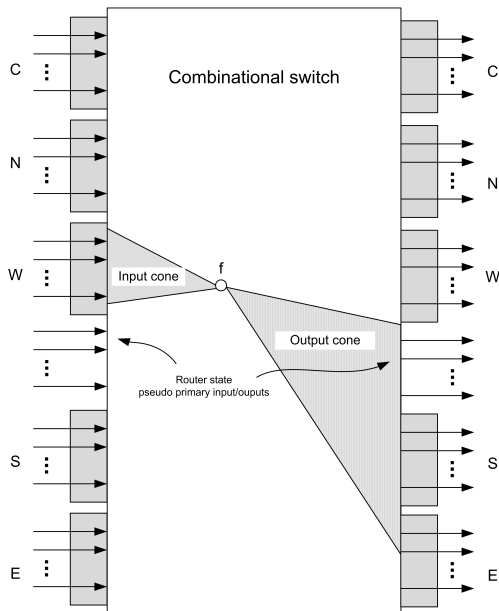 Combinational switch
C
C
N
N
W
W
f
Input cone
Output cone
Router state
pseudo primary input/ouputs
S
S
E
E